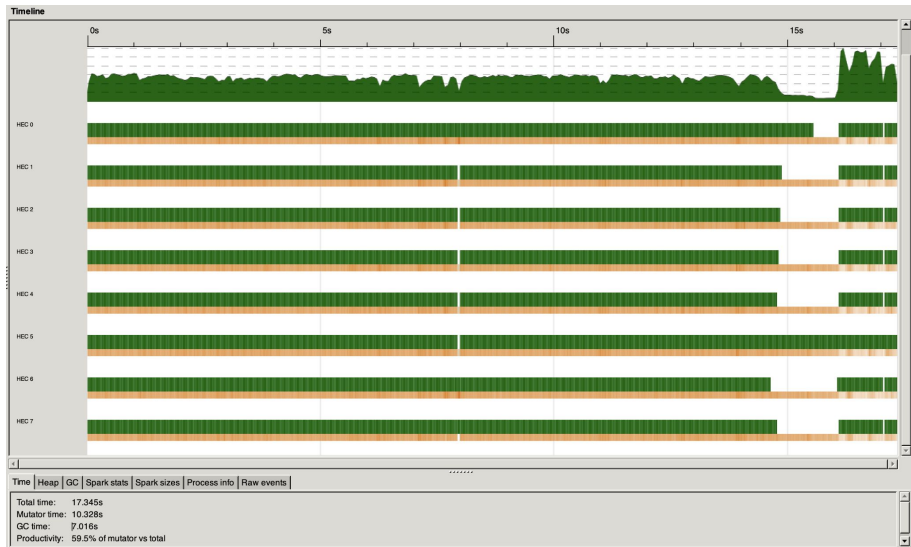 Timeline
0s 5s 10s 15s
HEC 0
HEC 1
HEC 2
HEC 3
HEC 4
HEC 5
HEC 6
HEC 7
Time Heap GC Spark stats Spark sizes Process info Raw events
Total time: 17.345s
Mutator time: 10.328s
GC time: 7.016s
Productivity: 59.5% of mutator vs total